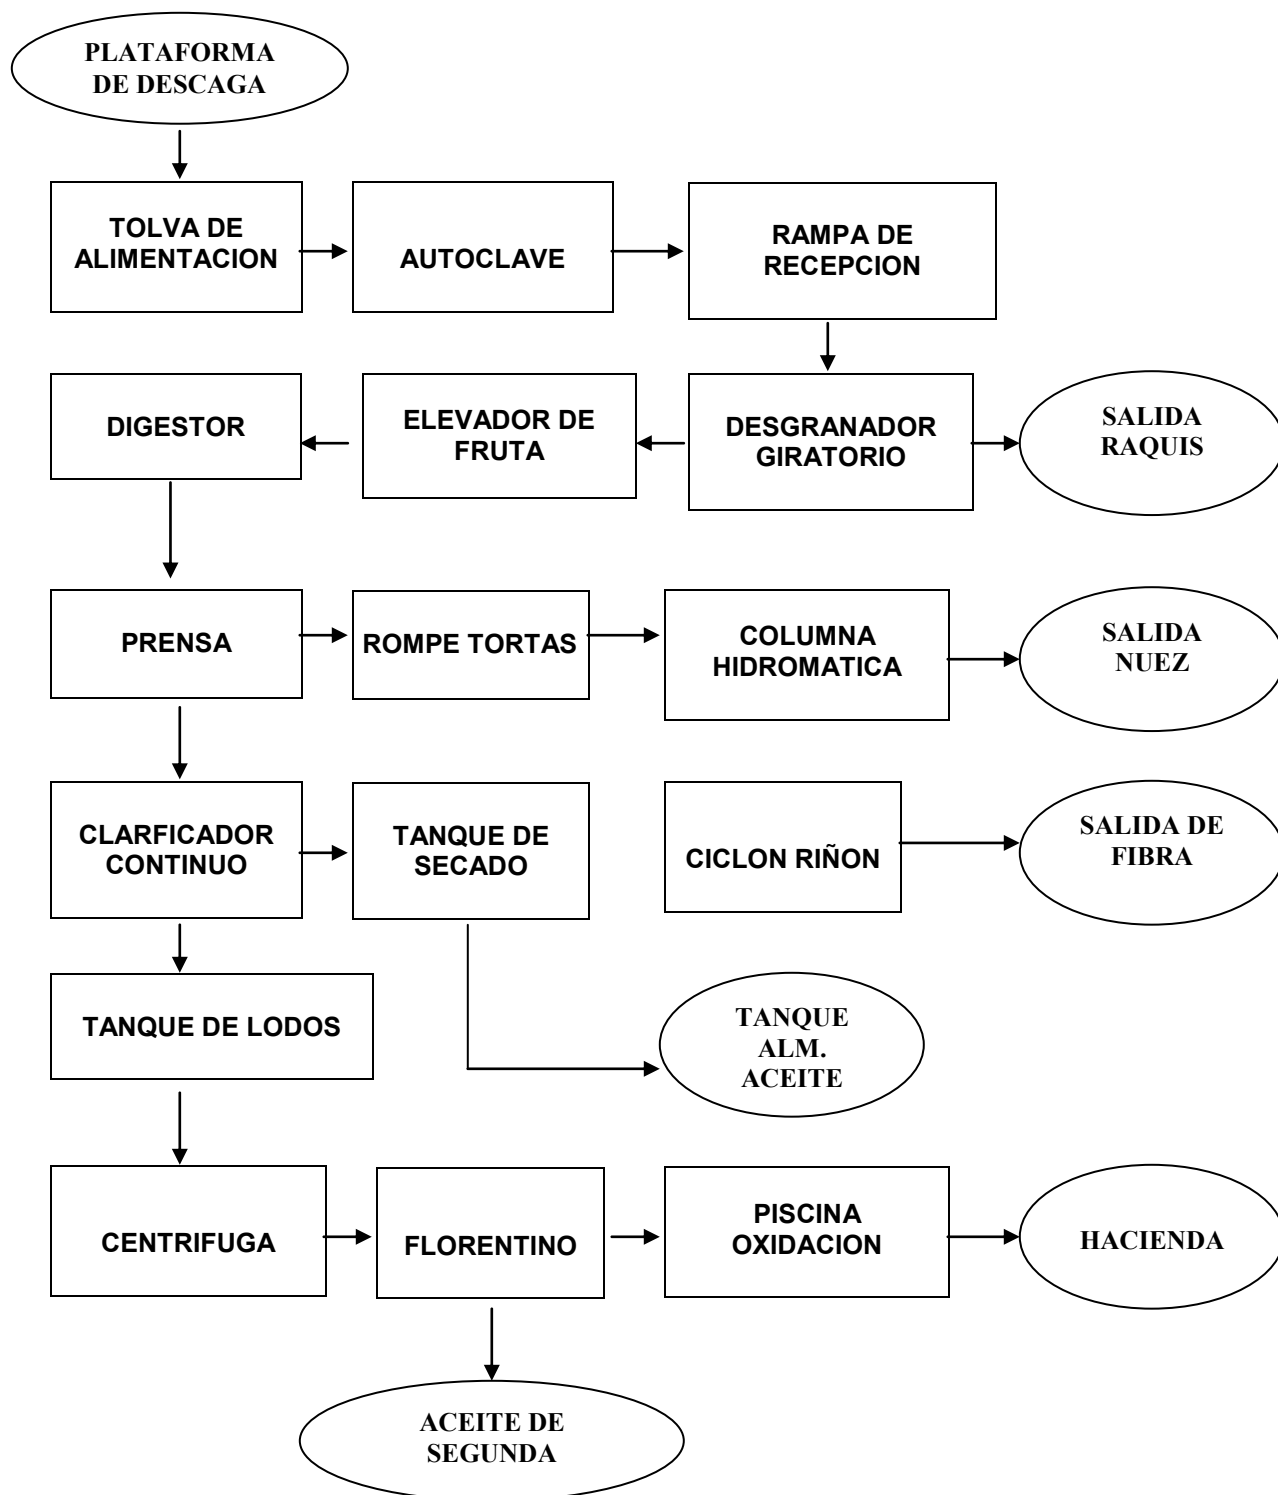 PLATAFORMA
DE DESCAGA
TOLVA DE
ALIMENTACION
AUTOCLAVE
RAMPA DE
RECEPCION
DIGESTOR
ELEVADOR DE
FRUTA
DESGRANADOR
GIRATORIO
SALIDA
RAQUIS
PRENSA
ROMPE TORTAS
COLUMNA
HIDROMATICA
SALIDA
NUEZ
CLARFICADOR
CONTINUO
TANQUE DE
SECADO
CICLON RIÑON
SALIDA DE
FIBRA
TANQUE DE LODOS
TANQUE
ALM.
ACEITE
CENTRIFUGA
FLORENTINO
PISCINA
OXIDACION
HACIENDA
ACEITE DE
SEGUNDA